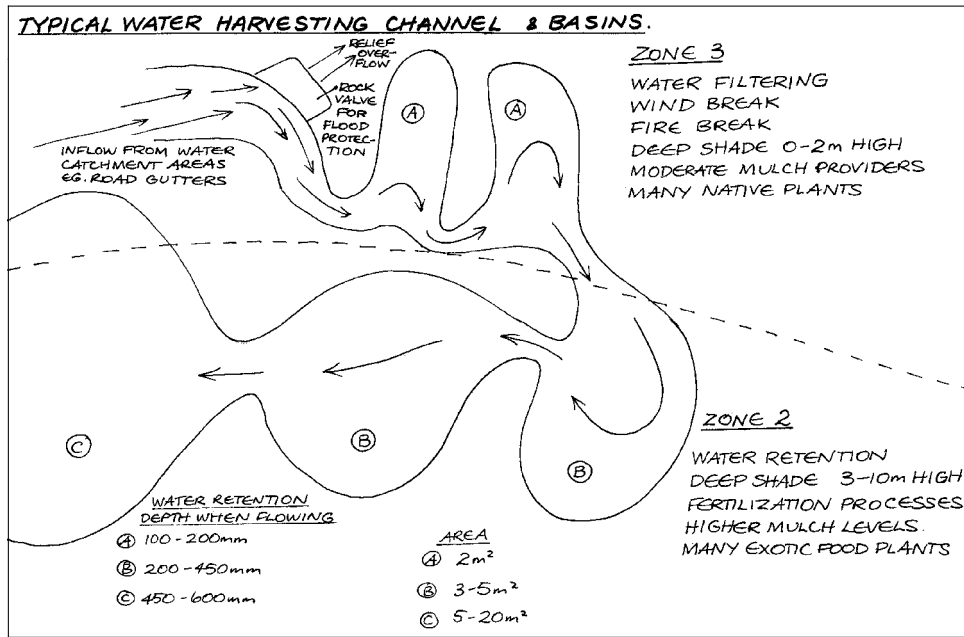 TYPICAL WATER HARVESTING CHANNEL & BASINS.
RELIEF
OVER-
FLOW
ROCK
VALVE
FOR
FLOOD
PROTEC-
TION
INFLOW FROM WATER
CATCHMENT AREAS
EG. ROAD GUTTERS
A
A
ZONE 3
WATER FILTERING
WIND BREAK
FIRE BREAK
DEEP SHADE 0-2m HIGH
MODERATE MULCH PROVIDERS
MANY NATIVE PLANTS
C
B
B
ZONE 2
WATER RETENTION
DEEP SHADE 3-10m HIGH
FERTILIZATION PROCESSES
HIGHER MULCH LEVELS.
MANY EXOTIC FOOD PLANTS
WATER RETENTION
DEPTH WHEN FLOWING
A 100-200mm
B 200-450mm
C 450-600mm
AREA
A 2m²
B 3-5m²
C 5-20m²